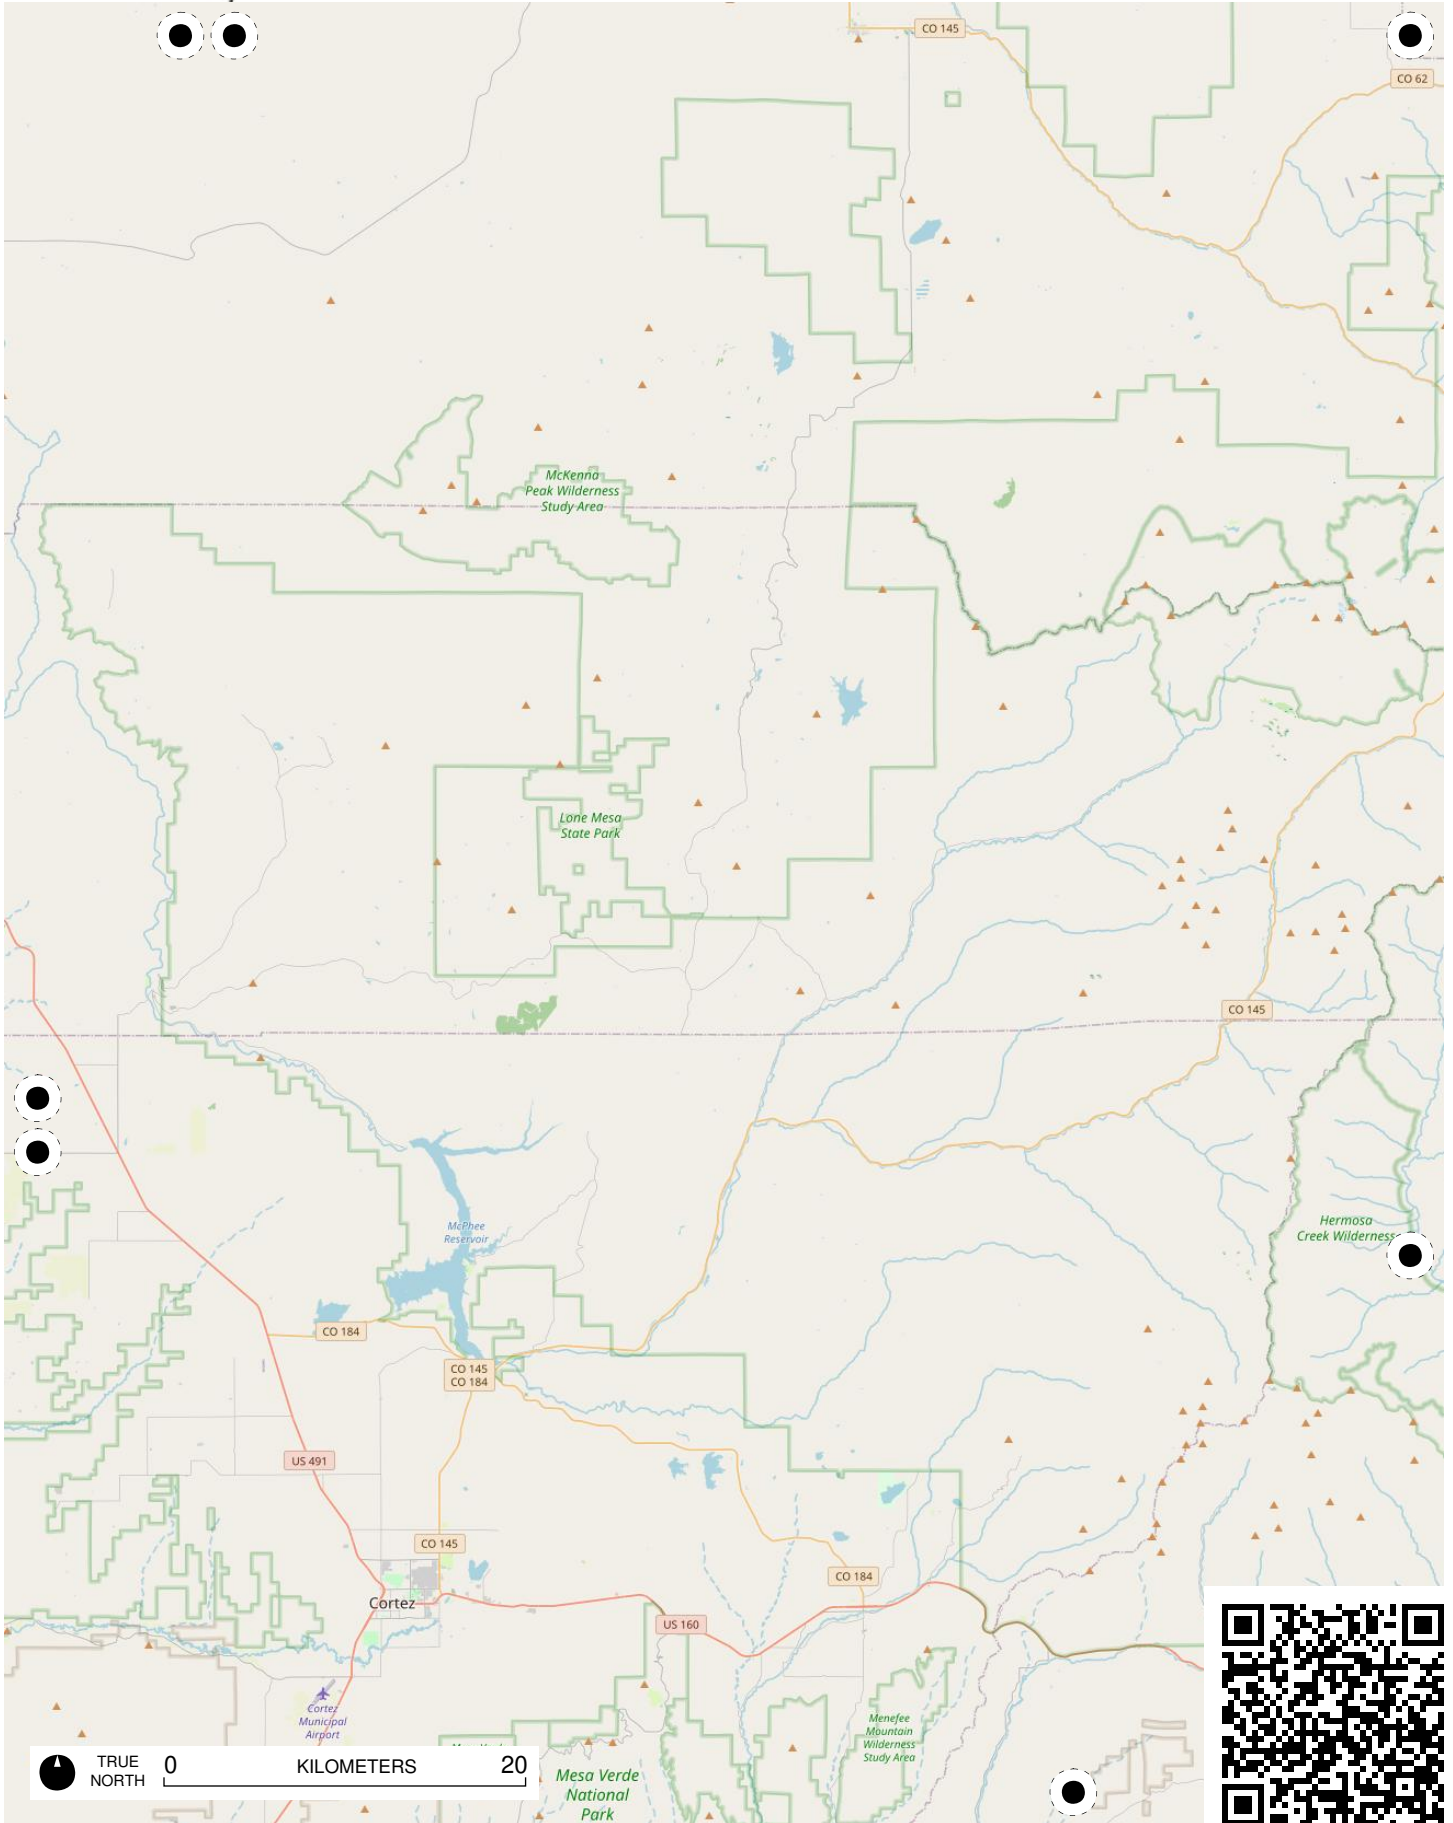 CO 145
CO 62
McKenna
Peak Wilderness
Study Area
Lone Mesa
State Park
CO 145
McPhee
Reservoir
Hermosa
Creek Wilderness
CO 184
CO 145
CO 184
US 491
CO 145
CO 184
Cortez
US 160
Cortez
Municipal
Airport
Menefee
Mountain
Wilderness
Study Area
TRUE
NORTH
0 KILOMETERS 20
Mesa Verde
National
Park